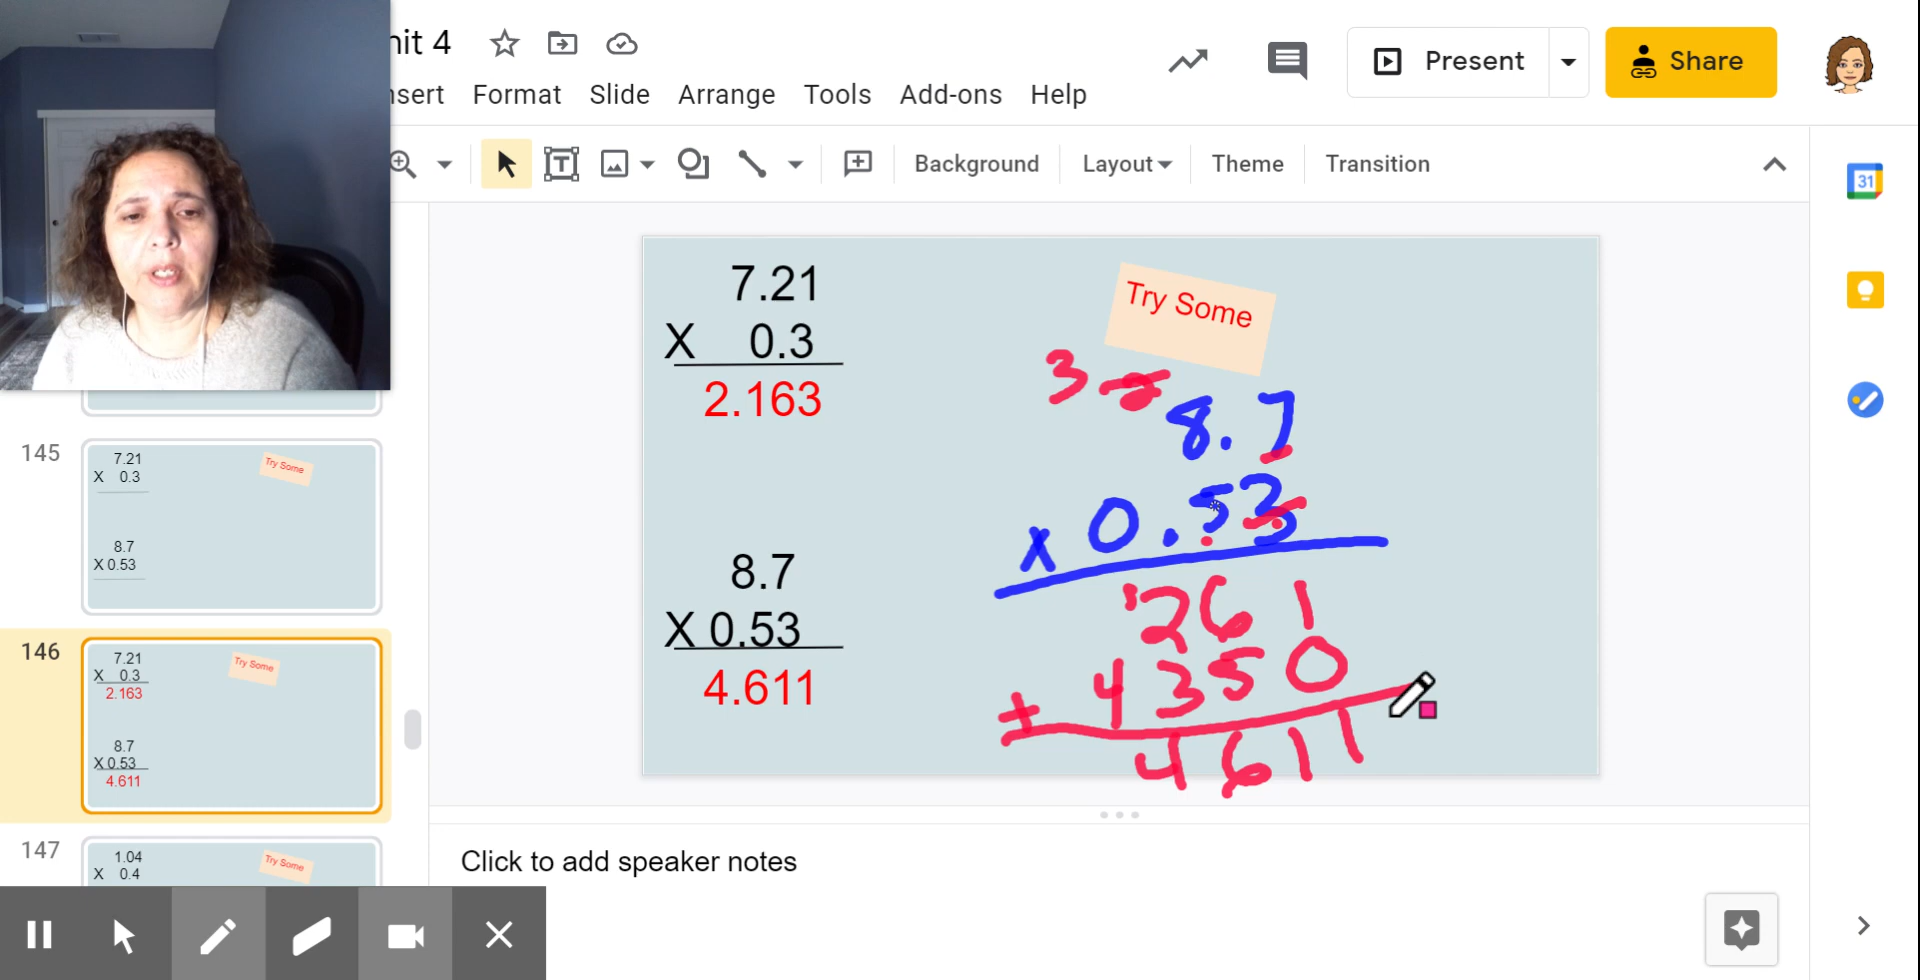 nit 4
Present
Share
nsert Format Slide Arrange Tools Add-ons Help
Background Layout Theme Transition
31
145
7.21
X 0.3
Try Some
8.7
X 0.53
146
7.21
X 0.3
2.163
Try Some
8.7
X 0.53
4.611
147
1.04
X 0.4
Try Some
7.21
X 0.3
2.163
8.7
X 0.53
4.611
Try Some
3 2
8.7
x 0.53
1
261
+ 4350
4611
Click to add speaker notes